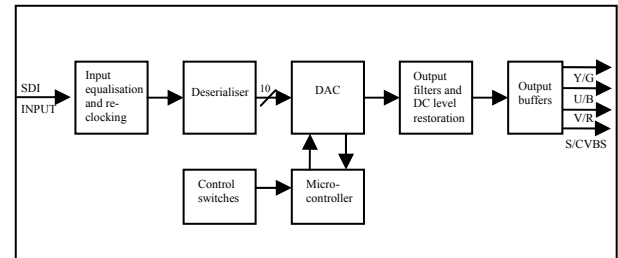 SDI
INPUT
Input
equalisation
and re-
clocking
Deserialiser
10
DAC
Output
filters and
DC level
restoration
Output
buffers
Y/G
U/B
V/R
S/CVBS
Control
switches
Micro-
controller